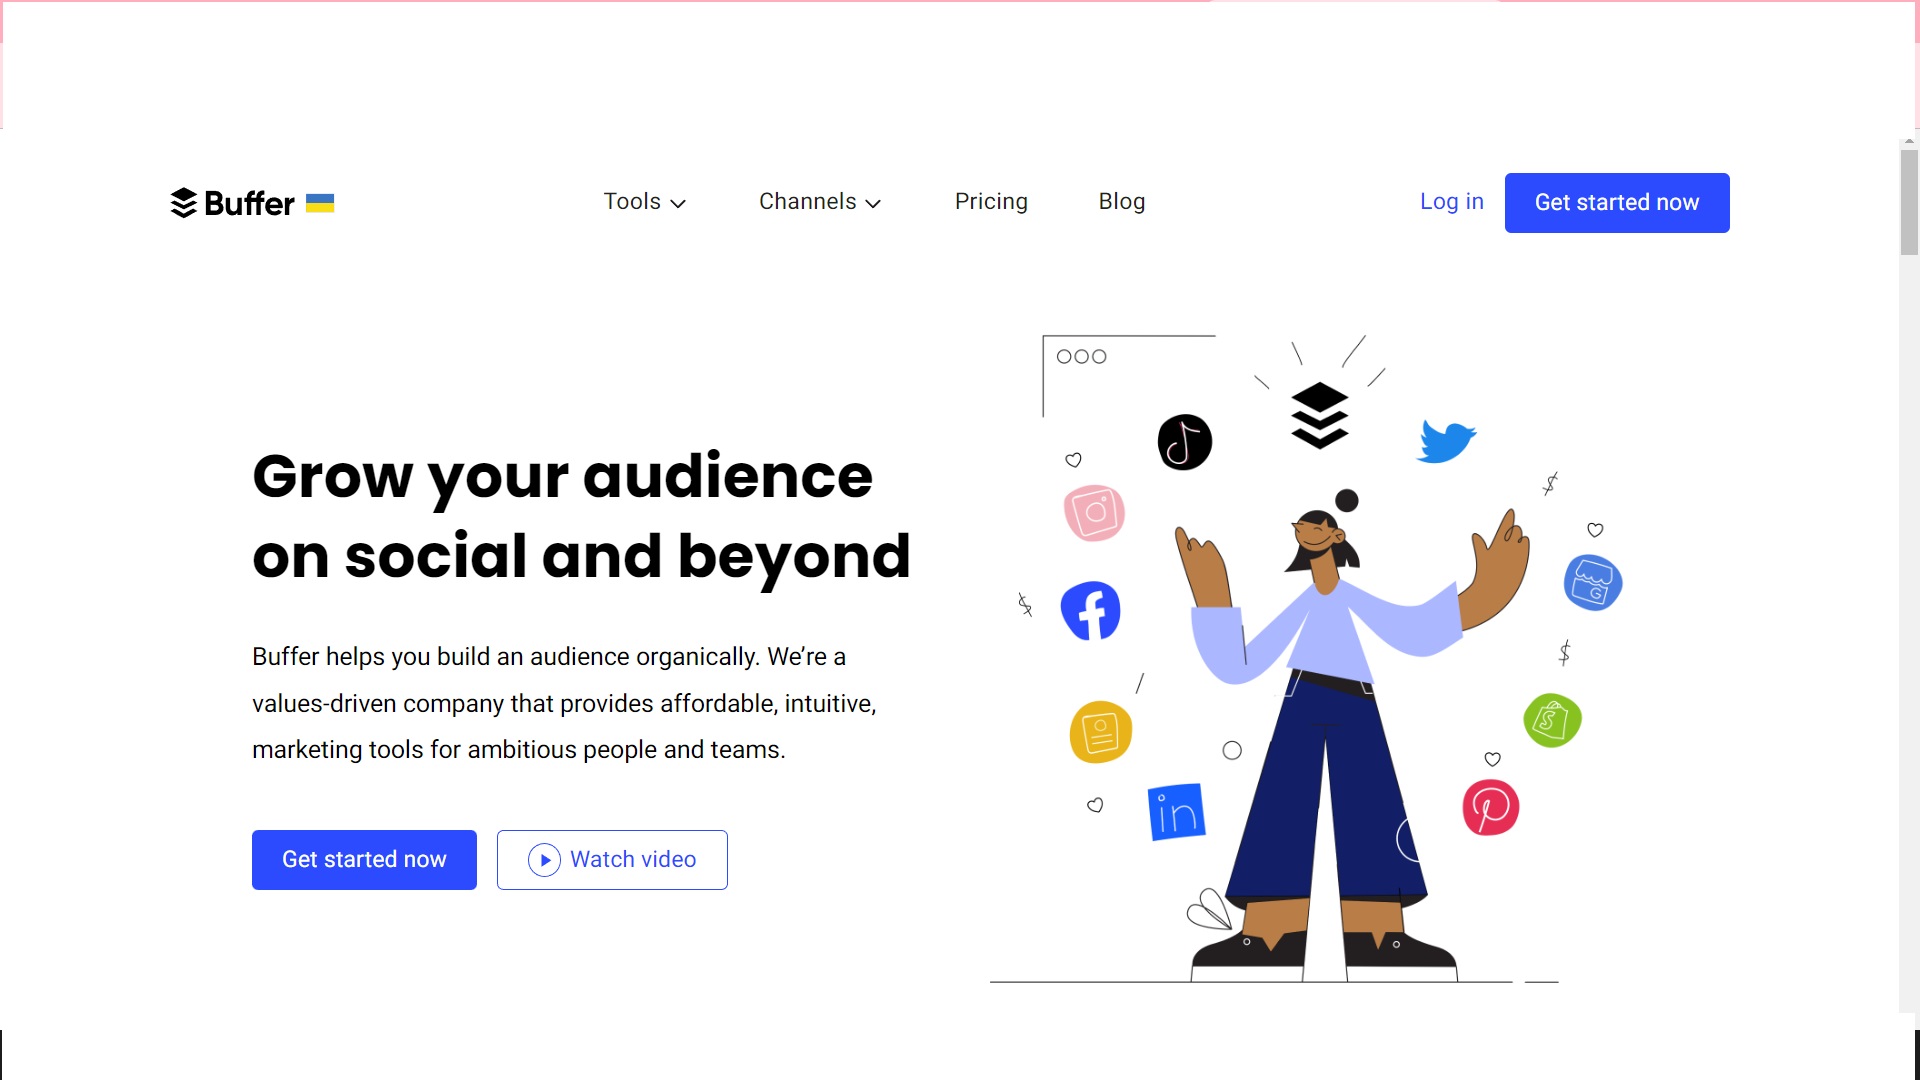 Buffer
Tools
Channels
Pricing
Blog
Log in
Get started now
Grow your audience
on social and beyond
Buffer helps you build an audience organically. We’re a
values-driven company that provides affordable, intuitive,
marketing tools for ambitious people and teams.
Get started now
Watch video
$
$
$
f
G
S
in